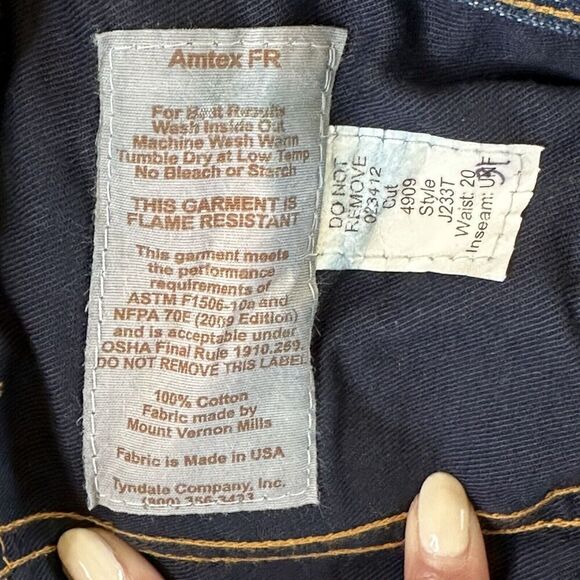 Amtex FR
For Best Results
Wash Inside Out
Machine Wash Warm
Tumble Dry at Low Temp
No Bleach or Starch
THIS GARMENT IS
FLAME RESISTANT
This garment meets
the performance
requirements of
ASTM F1506-10a and
NFPA 70E (2009 Edition)
and is acceptable under
OSHA Final Rule 1910.269.
DO NOT REMOVE THIS LABEL
100% Cotton
Fabric made by
Mount Vernon Mills
Fabric is Made in USA
Tyndale Company, Inc.
(800) 356-3433
DO NOT
REMOVE
023412
Cut
4909
Style
J233T
Waist: 20
Inseam: